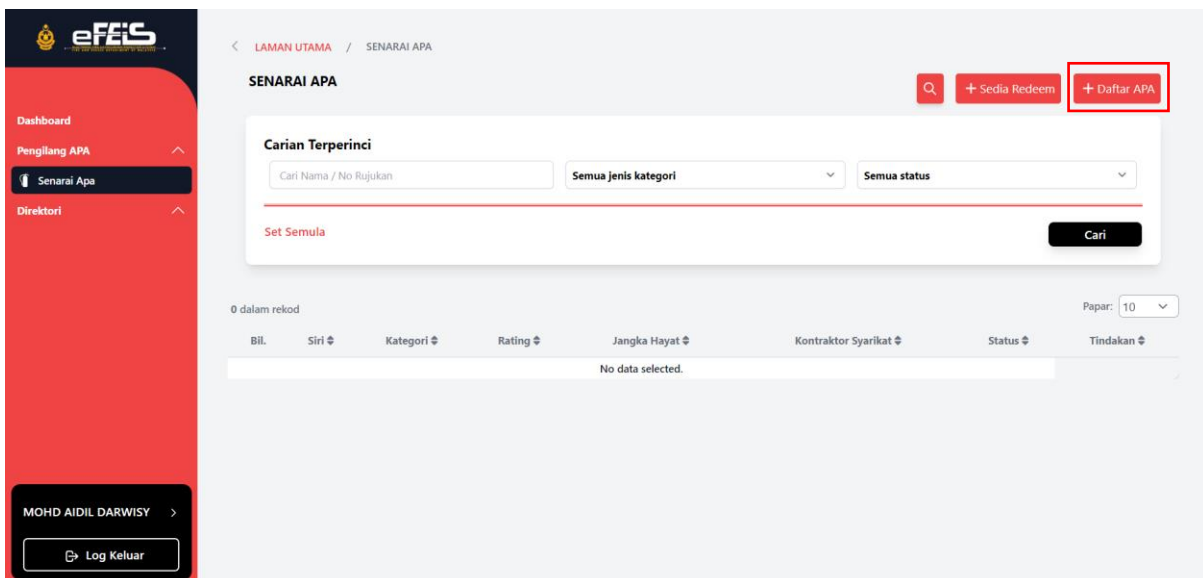 eFEiS
LAMAN UTAMA / SENARAI APA
SENARAI APA
+ Sedia Redeem
+ Daftar APA
Dashboard
Pengilang APA
Senarai Apa
Direktori
Carian Terperinci
Cari Nama / No Rujukan
Semua jenis kategori
Semua status
Set Semula
Cari
0 dalam rekod
Papar: 10
Bil. Siri Kategori Rating Jangka Hayat Kontraktor Syarikat Status Tindakan
No data selected.
MOHD AIDIL DARWISY
Log Keluar